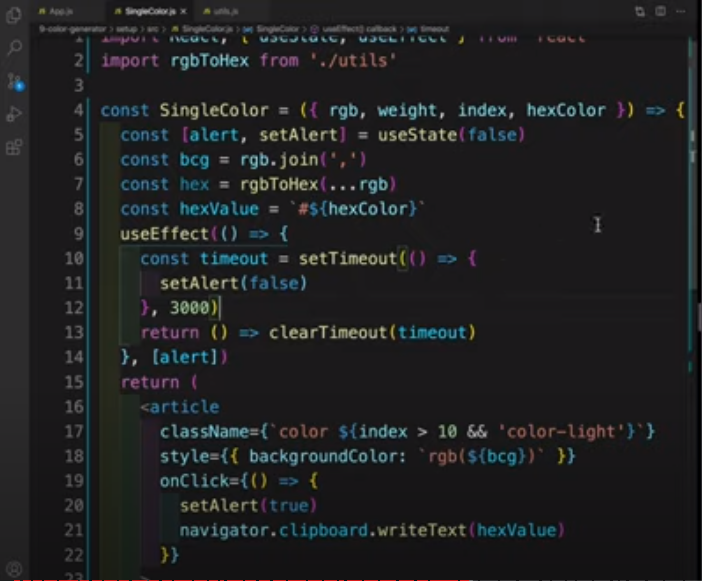 App.js SingleColor.js × utils.js
9-color-generator > setup > src > SingleColor.js > SingleColor > useEffect() callback > timeout
1 import React, { useState, useEffect } from 'react'
2 import rgbToHex from './utils'
3
4 const SingleColor = ({ rgb, weight, index, hexColor }) => {
5 const [alert, setAlert] = useState(false)
6 const bcg = rgb.join(',')
7 const hex = rgbToHex(...rgb)
8 const hexValue = `#${hexColor}`
9 useEffect(() => {
10 const timeout = setTimeout(() => {
11 setAlert(false)
12 }, 3000)
13 return () => clearTimeout(timeout)
14 }, [alert])
15 return (
16 <article
17 className={`color ${index > 10 && 'color-light'}`}
18 style={{ backgroundColor: `rgb(${bcg})` }}
19 onClick={() => {
20 setAlert(true)
21 navigator.clipboard.writeText(hexValue)
22 }}
23 >